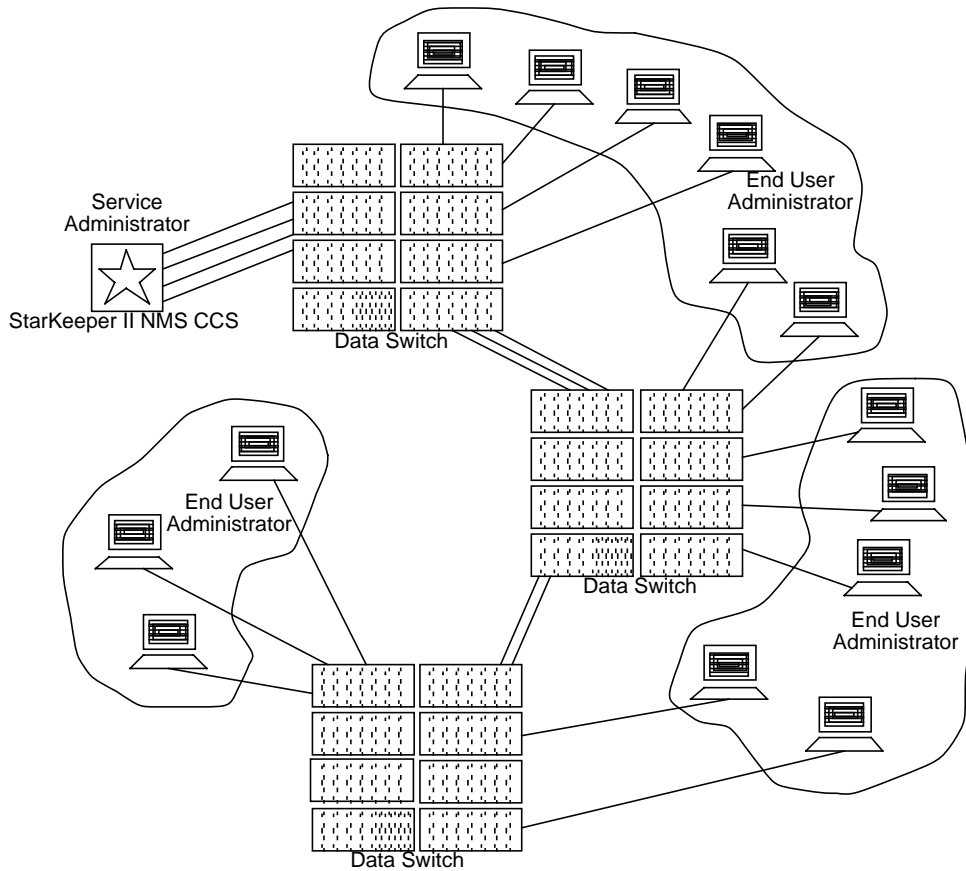 End User
Administrator
Service
Administrator
StarKeeper II NMS CCS
Data Switch
End User
Administrator
Data Switch
End User
Administrator
Data Switch